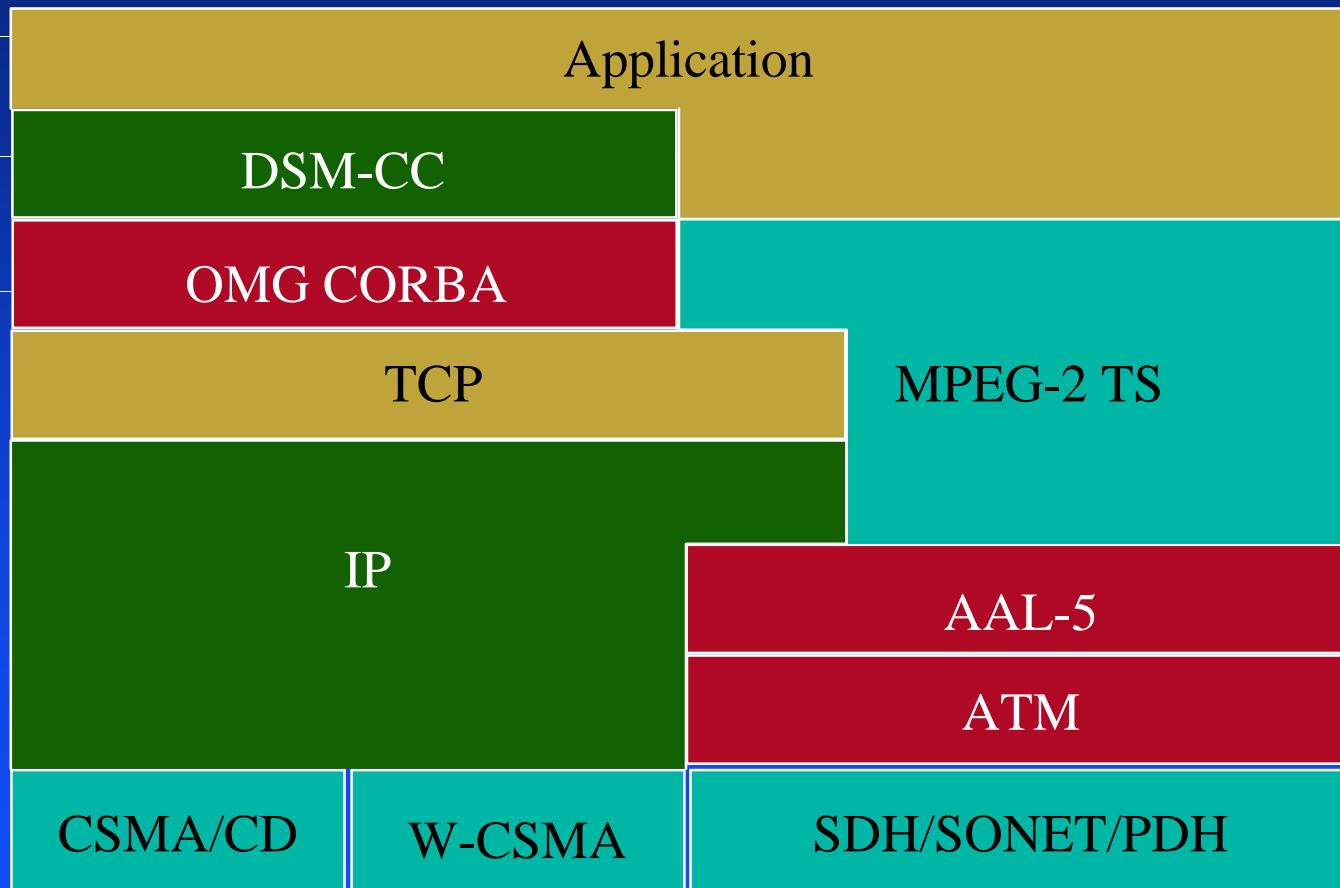 Application
DSM-CC
OMG CORBA
TCP
MPEG-2 TS
IP
AAL-5
ATM
CSMA/CD
W-CSMA
SDH/SONET/PDH